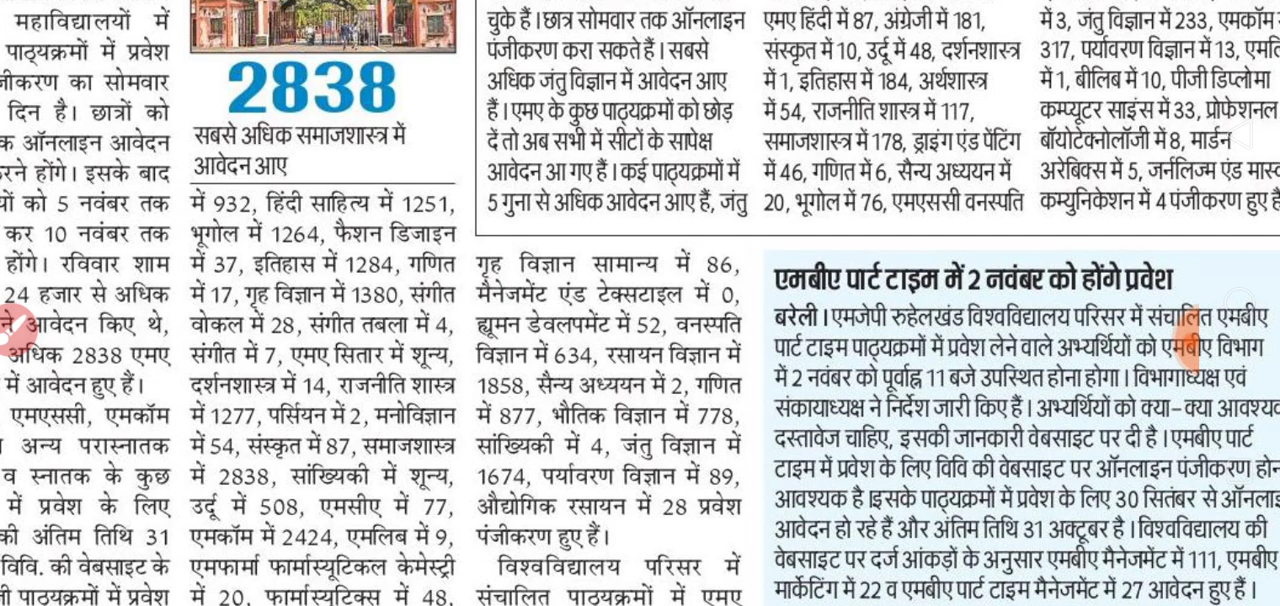 महाविद्यालयों में
पाठ्यक्रमों में प्रवेश
का सोमवार
दिन है। छात्रों को
ऑनलाइन आवेदन
होंगे। इसके बाद
को 5 नवंबर तक
कर 10 नवंबर तक
होंगे। रविवार शाम
24 हजार से अधिक
ने आवेदन किए थे,
अधिक 2838 एमए
में आवेदन हुए हैं।
एमएससी, एमकॉम
अन्य परास्नातक
व स्नातक के कुछ
में प्रवेश के लिए
की अंतिम तिथि 31
विवि. की वेबसाइट के
पाठ्यक्रमों में प्रवेश
2838
सबसे अधिक समाजशास्त्र में
आवेदन आए
में 932, हिंदी साहित्य में 1251,
भूगोल में 1264, फैशन डिजाइन
में 37, इतिहास में 1284, गणित
में 17, गृह विज्ञान में 1380, संगीत
वोकल में 28, संगीत तबला में 4,
संगीत में 7, एमए सितार में शून्य,
दर्शनशास्त्र में 14, राजनीति शास्त्र
में 1277, पर्सियन में 2, मनोविज्ञान
में 54, संस्कृत में 87, समाजशास्त्र
में 2838, सांख्यिकी में शून्य,
उर्दू में 508, एमसीए में 77,
एमकॉम में 2424, एमलिब में 9,
एमफार्मा फार्मास्यूटिकल केमेस्ट्री
में 20, फार्मास्यूटिक्स में 48,
चुके हैं। छात्र सोमवार तक ऑनलाइन
पंजीकरण करा सकते हैं। सबसे
अधिक जंतु विज्ञान में आवेदन आए
हैं। एमए के कुछ पाठ्यक्रमों को छोड़
दें तो अब सभी में सीटों के सापेक्ष
आवेदन आ गए हैं। कई पाठ्यक्रमों में
5 गुना से अधिक आवेदन आए हैं, जंतु
एमए हिंदी में 87, अंग्रेजी में 181,
संस्कृत में 10, उर्दू में 48, दर्शनशास्त्र
में 1, इतिहास में 184, अर्थशास्त्र
में 54, राजनीति शास्त्र में 117,
समाजशास्त्र में 178, ड्राइंग एंड पेंटिंग
में 46, गणित में 6, सैन्य अध्ययन में
20, भूगोल में 76, एमएससी वनस्पति
में 3, जंतु विज्ञान में 233, एमकॉम
317, पर्यावरण विज्ञान में 13,
में 1, बीलिब में 10, पीजी डिप्लोमा
कम्प्यूटर साइंस में 33, प्रोफेशनल
बॉयोटेक्नोलॉजी में 8, मार्डन
अरेबिक्स में 5, जर्नलिज्म एंड मास
कम्युनिकेशन में 4 पंजीकरण हुए हैं
गृह विज्ञान सामान्य में 86,
मैनेजमेंट एंड टेक्सटाइल में 0,
ह्यूमन डेवलपमेंट में 52, वनस्पति
विज्ञान में 634, रसायन विज्ञान में
1858, सैन्य अध्ययन में 2, गणित
में 877, भौतिक विज्ञान में 778,
सांख्यिकी में 4, जंतु विज्ञान में
1674, पर्यावरण विज्ञान में 89,
औद्योगिक रसायन में 28 प्रवेश
पंजीकरण हुए हैं।
विश्वविद्यालय परिसर में
संचालित पाठ्यक्रमों में एमए
एमबीए पार्ट टाइम में 2 नवंबर को होंगे प्रवेश
बरेली। एमजेपी रुहेलखंड विश्वविद्यालय परिसर में संचालित एमबीए
पार्ट टाइम पाठ्यक्रमों में प्रवेश लेने वाले अभ्यर्थियों को एमबीए विभाग
में 2 नवंबर को पूर्वाह्न 11 बजे उपस्थित होना होगा। विभागाध्यक्ष एवं
संकायाध्यक्ष ने निर्देश जारी किए हैं। अभ्यर्थियों को क्या-क्या
दस्तावेज चाहिए, इसकी जानकारी वेबसाइट पर दी है। एमबीए पार्ट
टाइम में प्रवेश के लिए विवि की वेबसाइट पर ऑनलाइन पंजीकरण
आवश्यक है। इसके पाठ्यक्रमों में प्रवेश के लिए 30 सितंबर से
आवेदन हो रहे हैं और अंतिम तिथि 31 अक्टूबर है। विश्वविद्यालय की
वेबसाइट पर दर्ज आंकड़ों के अनुसार एमबीए मैनेजमेंट में 111, एमबीए
मार्केटिंग में 22 व एमबीए पार्ट टाइम मैनेजमेंट में 27 आवेदन हुए हैं।